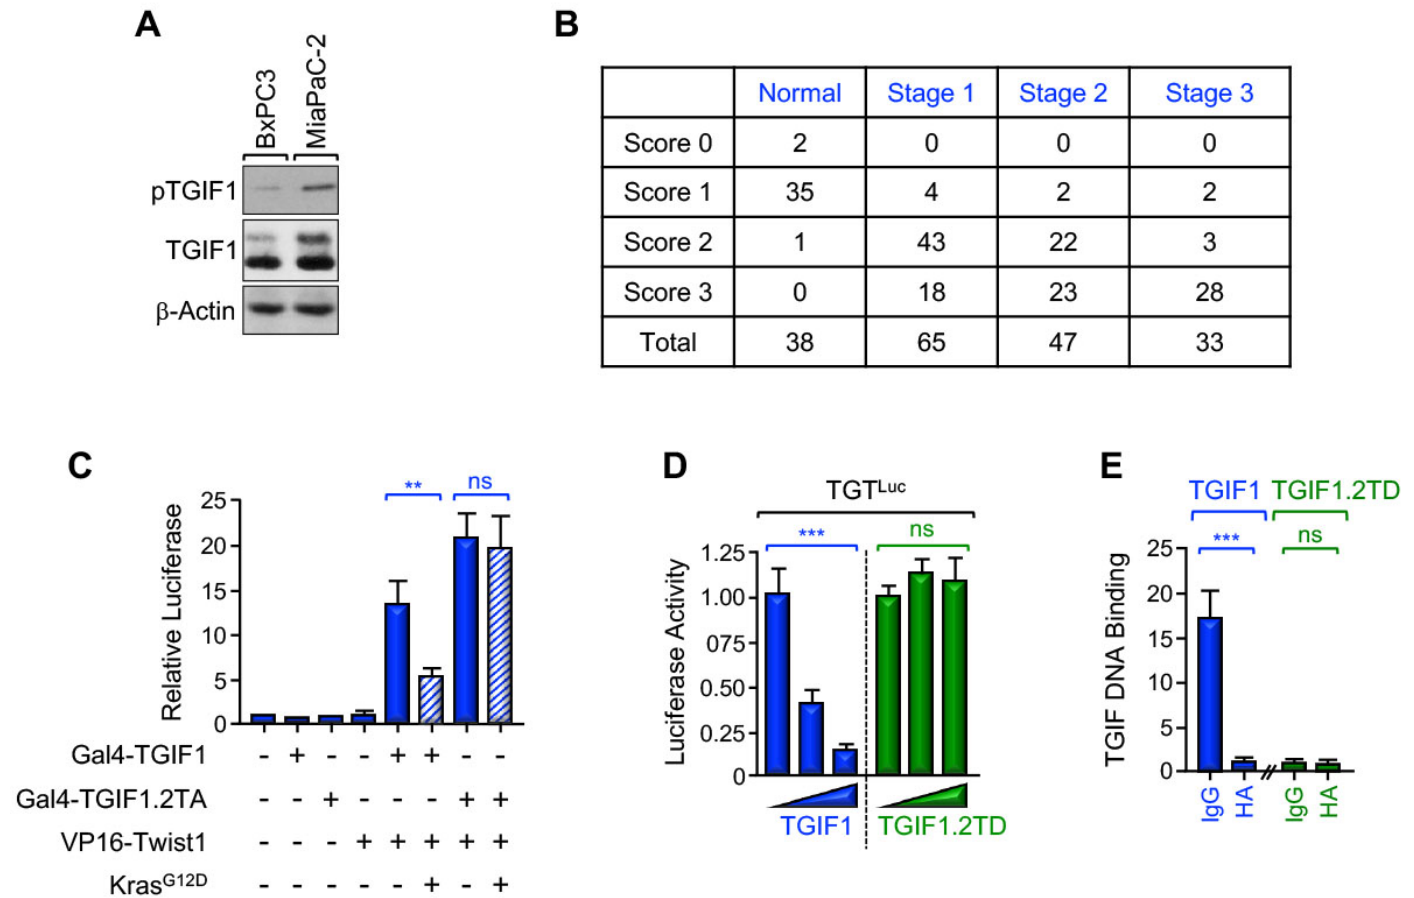 A
BxPC3
MiaPaC-2
pTGIF1
TGIF1
β-Actin
B
Normal Stage 1 Stage 2 Stage 3
Score 0 2 0 0 0
Score 1 35 4 2 2
Score 2 1 43 22 3
Score 3 0 18 23 28
Total 38 65 47 33
C
Relative Luciferase
25
20
15
10
5
0
** ns
Gal4-TGIF1 - + - - + + - -
Gal4-TGIF1.2TA - - + - - - + +
VP16-Twist1 - - - + + + + +
KrasG12D - - - - - + - +
D
TGTLuc
*** ns
Luciferase Activity
1.25
1.00
075
0.50
0.25
0
TGIF1 TGIF1.2TD
E
TGIF1 TGIF1.2TD
*** ns
TGIF DNA Binding
25
20
15
10
5
0
IgG
HA
//
IgG
HA